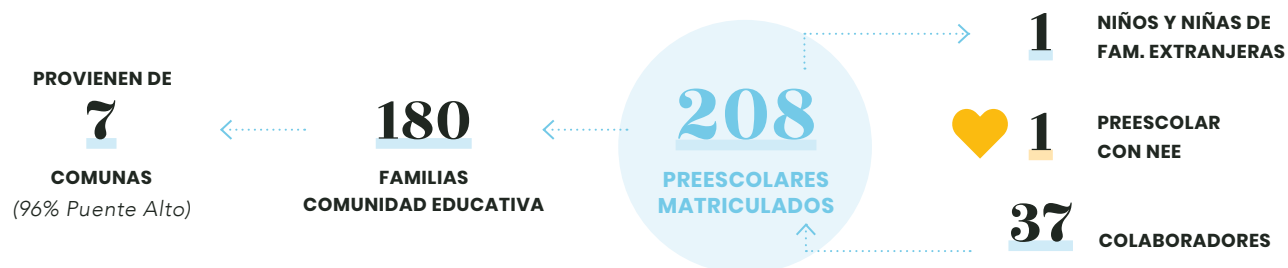 PROVIENEN DE
7
COMUNAS
(96% Puente Alto)
180
FAMILIAS
COMUNIDAD EDUCATIVA
208
PREESCOLARES
MATRICULADOS
1
NIÑOS Y NIÑAS DE
FAM. EXTRANJERAS
1
PREESCOLAR
CON NEE
37
COLABORADORES